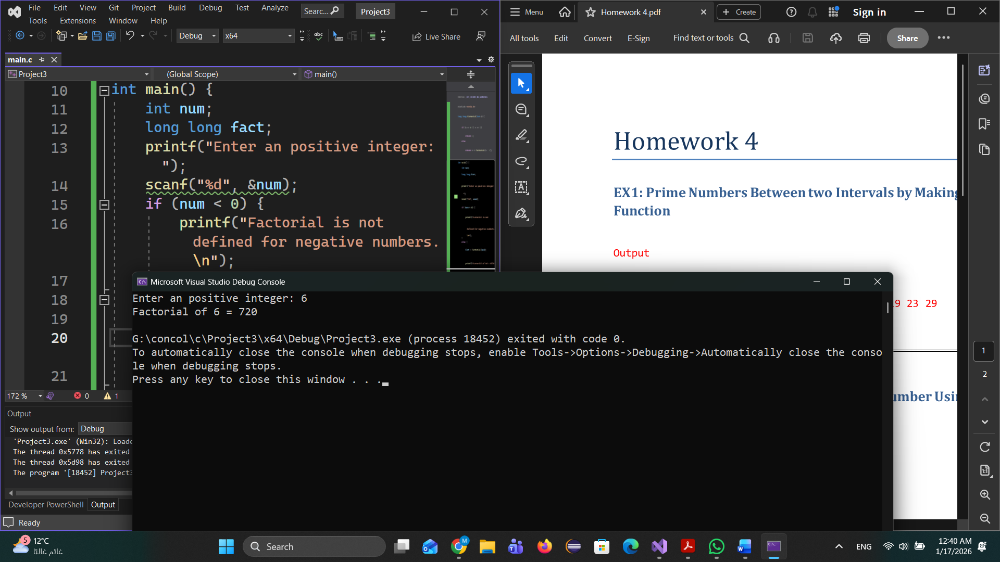 File Edit View Git Project Build Debug Test Analyze Searc... Project3
Tools Extensions Window Help
Debug x64 Live Share
main.c
Project3 (Global Scope) main()
10 int main() {
11 int num;
12 long long fact;
13 printf("Enter an positive integer:
");
14 scanf("%d", &num);
15 if (num < 0) {
16 printf("Factorial is not
defined for negative numbers.
\n");
17
18
19
20
21
172 % 0 1
Output
Show output from: Debug
'Project3.exe' (Win32): Loade
The thread 0x5778 has exited
The thread 0x5d98 has exited
The program '[18452] Project3
Developer PowerShell Output
Ready
Menu Homework 4.pdf Create Sign in
All tools Edit Convert E-Sign Find text or tools Share
Homework 4
EX1: Prime Numbers Between two Intervals by Making
Function
Output
19 23 29
umber Usin
1
2
Microsoft Visual Studio Debug Console
Enter an positive integer: 6
Factorial of 6 = 720
G:\concol\c\Project3\x64\Debug\Project3.exe (process 18452) exited with code 0.
To automatically close the console when debugging stops, enable Tools->Options->Debugging->Automatically close the conso
le when debugging stops.
Press any key to close this window . . .
5 12°C
غائم غالبًا
Search
ENG
12:40 AM
1/17/2026